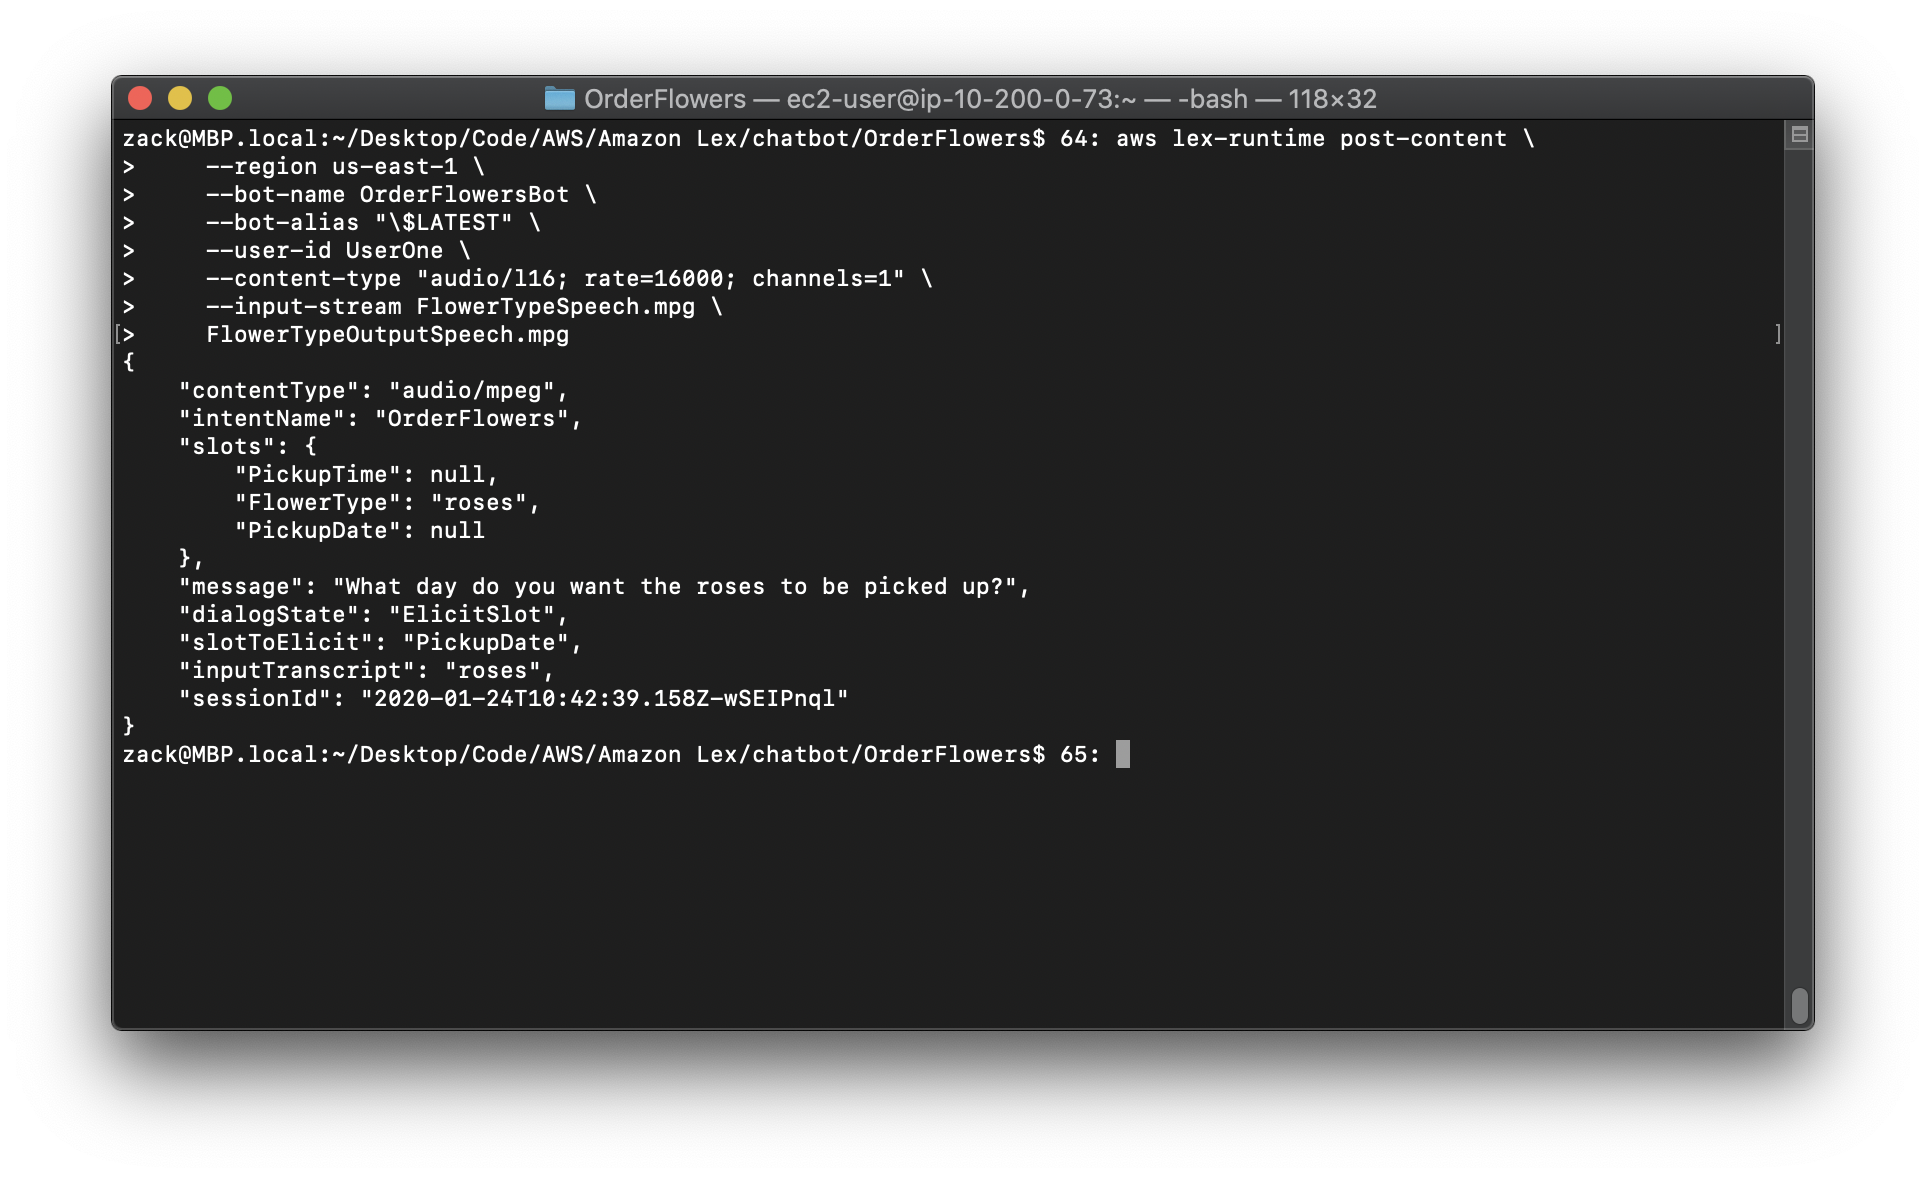 OrderFlowers — ec2-user@ip-10-200-0-73:~ — -bash — 118×32
zack@MBP.local:~/Desktop/Code/AWS/Amazon Lex/chatbot/OrderFlowers$ 64: aws lex-runtime post-content \
>     --region us-east-1 \
>     --bot-name OrderFlowersBot \
>     --bot-alias "\$LATEST" \
>     --user-id UserOne \
>     --content-type "audio/l16; rate=16000; channels=1" \
>     --input-stream FlowerTypeSpeech.mpg \
[>     FlowerTypeOutputSpeech.mpg ]
{
    "contentType": "audio/mpeg",
    "intentName": "OrderFlowers",
    "slots": {
        "PickupTime": null,
        "FlowerType": "roses",
        "PickupDate": null
    },
    "message": "What day do you want the roses to be picked up?",
    "dialogState": "ElicitSlot",
    "slotToElicit": "PickupDate",
    "inputTranscript": "roses",
    "sessionId": "2020-01-24T10:42:39.158Z-wSEIPnql"
}
zack@MBP.local:~/Desktop/Code/AWS/Amazon Lex/chatbot/OrderFlowers$ 65: